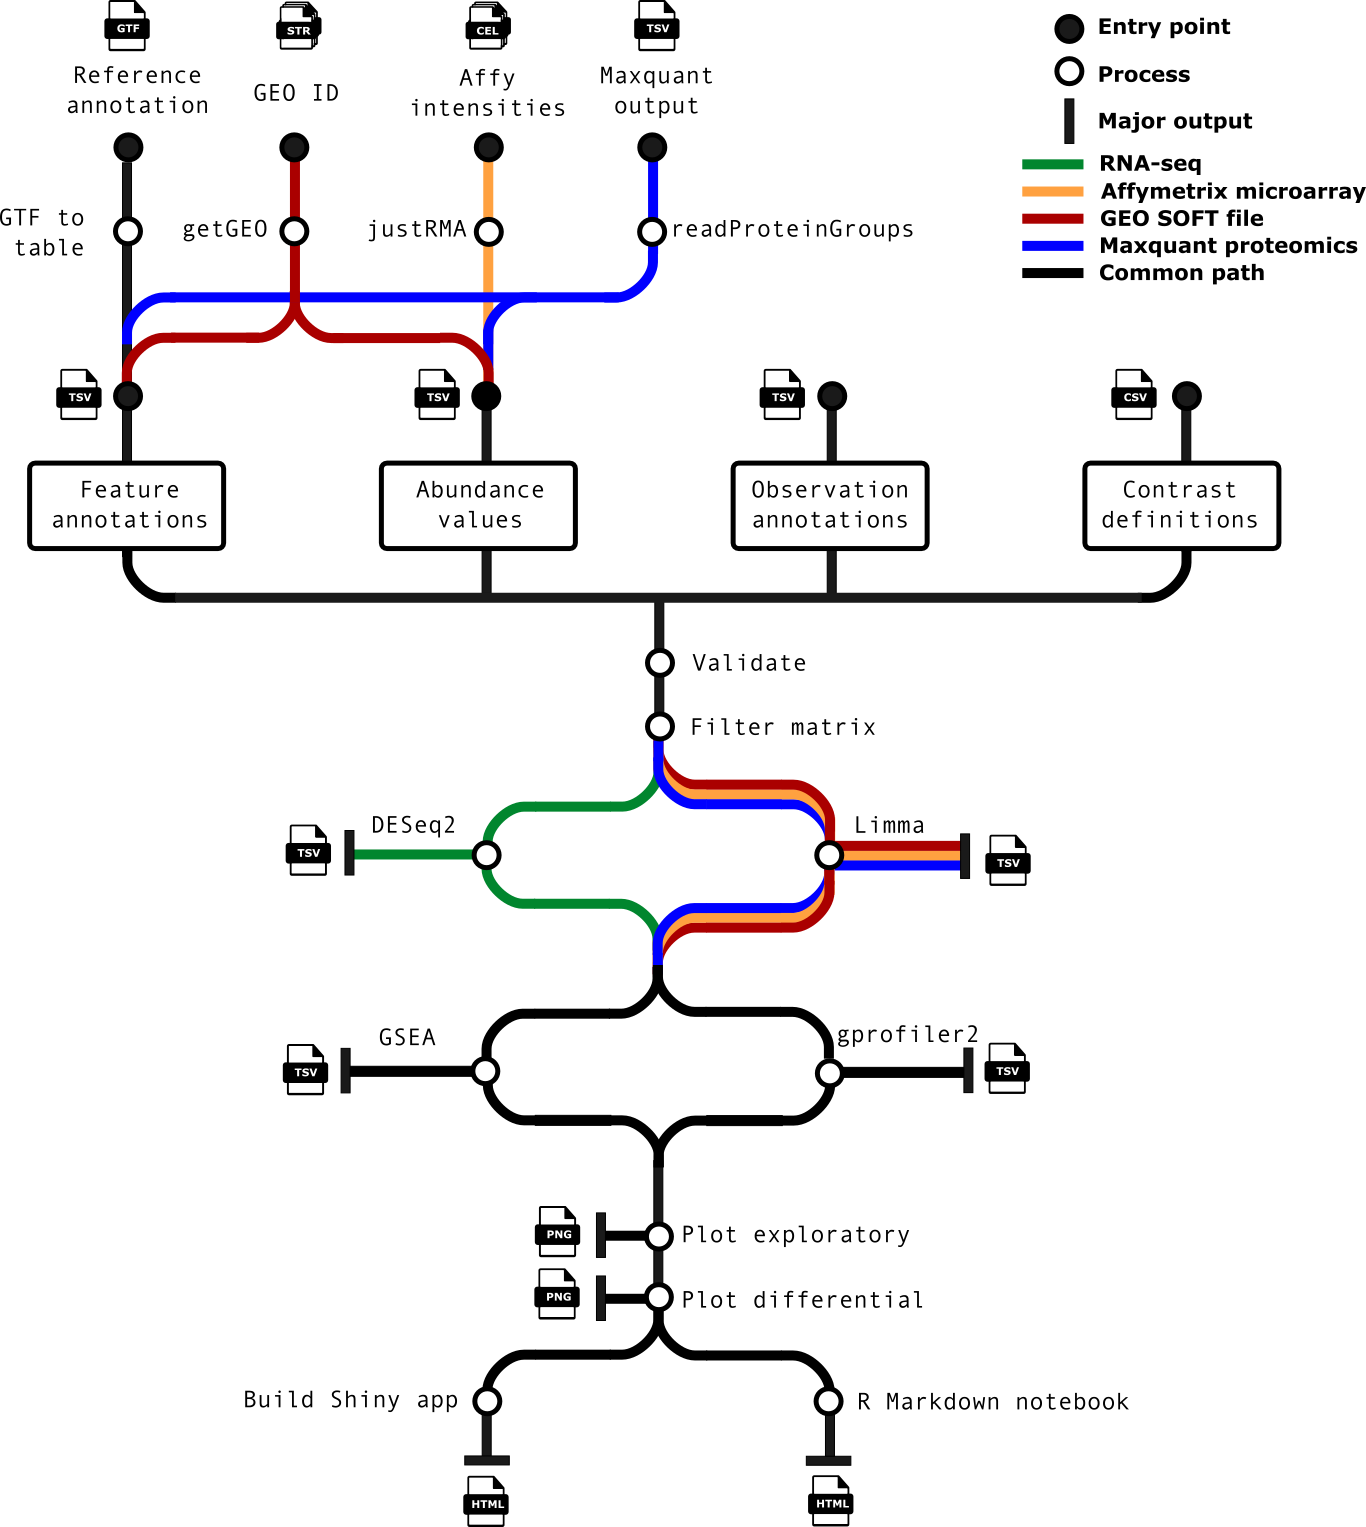 GTF
STR
CEL
TSV
Reference
annotation
GEO ID
Affy
intensities
Maxquant
output
Entry point
Process
Major output
RNA-seq
Affymetrix microarray
GEO SOFT file
Maxquant proteomics
Common path
GTF to
table
getGEO
justRMA
readProteinGroups
TSV
TSV
TSV
CSV
Feature
annotations
Abundance
values
Observation
annotations
Contrast
definitions
Validate
Filter matrix
DESeq2
TSV
Limma
TSV
GSEA
TSV
gprofiler2
TSV
PNG
Plot exploratory
PNG
Plot differential
Build Shiny app
R Markdown notebook
HTML
HTML